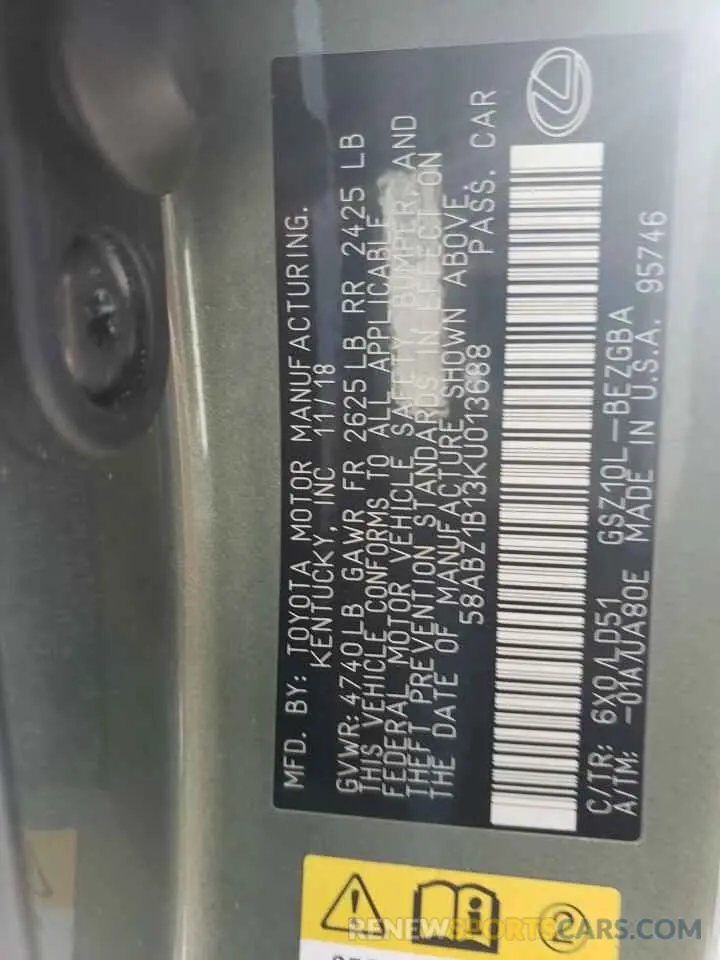 MFD. BY: TOYOTA MOTOR MANUFACTURING,
KENTUCKY, INC 11/18
GVWR: 4740LB GAWR FR 2625LB RR 2425 LB
THIS VEHICLE CONFORMS TO ALL APPLICABLE
FEDERAL MOTOR VEHICLE SAFETY, BUMPER, AND
THEFT PREVENTION STANDARDS IN EFFECT ON
THE DATE OF MANUFACTURE SHOWN ABOVE.
58ABZ1B13KU013688 PASS. CAR
C/TR: 6X0/LD51 GSZ10L-BEZGBA
A/TM: -01A/UA80E MADE IN U.S.A. 95746
2
RENEWSPORTSCARS.COM